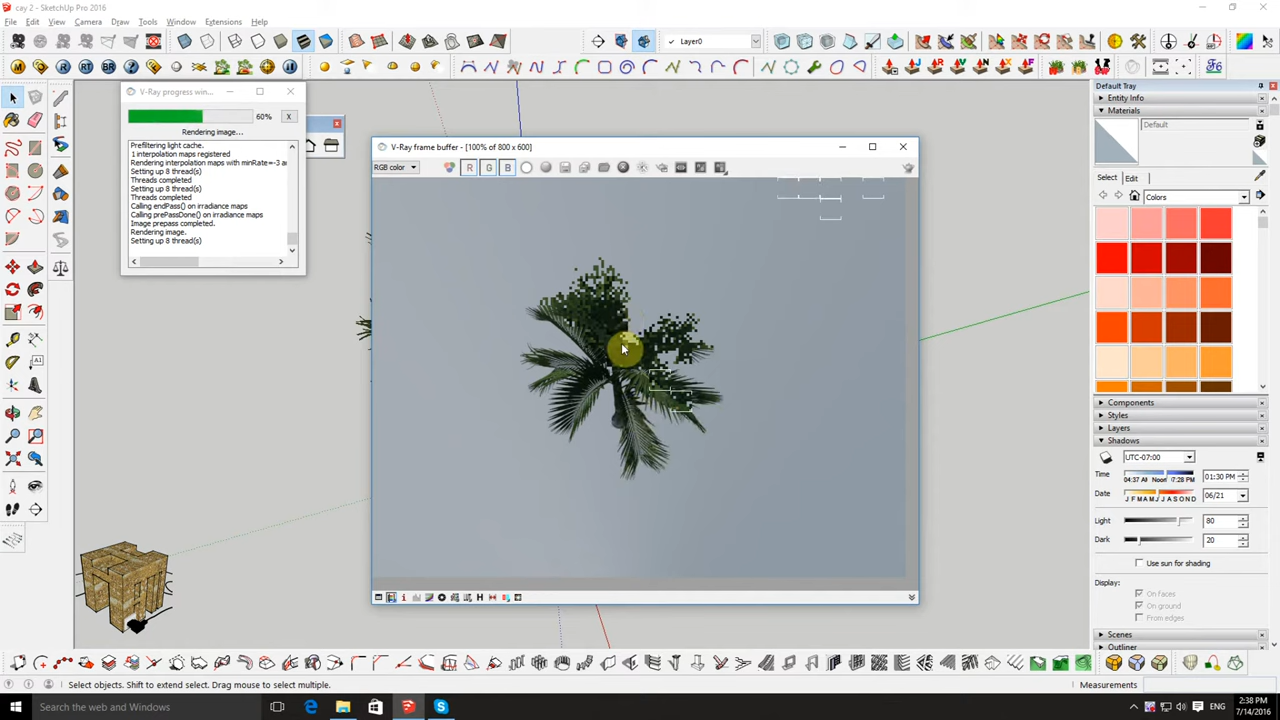 cay 2 - SketchUp Pro 2016
File Edit View Camera Draw Tools Window Extensions Help
Layer0
V-Ray progress win...
60%
X
Rendering image...
Prefiltering light cache.
1 interpolation maps registered
Rendering interpolation maps with minRate=-3 a
Setting up 8 thread(s)
Threads completed
Setting up 8 thread(s)
Threads completed
Calling endPass() on irradiance maps
Calling prePassDone() on irradiance maps
Image prepass completed.
Rendering image.
Setting up 8 thread(s)
V-Ray frame buffer - [100% of 800 x 600]
RGB color
R G B
Default Tray
Entity Info
Materials
Default
Select Edit
Colors
Components
Styles
Layers
Shadows
UTC-07:00
Time
04:37 AM Noon 07:28 PM
01:30 PM
Date
J F M A M J J A S O N D
06/21
Light
80
Dark
20
Use sun for shading
Display:
On faces
On ground
From edges
Scenes
Outliner
Select objects. Shift to extend select. Drag mouse to select multiple.
Measurements
Search the web and Windows
ENG
2:38 PM
7/14/2016